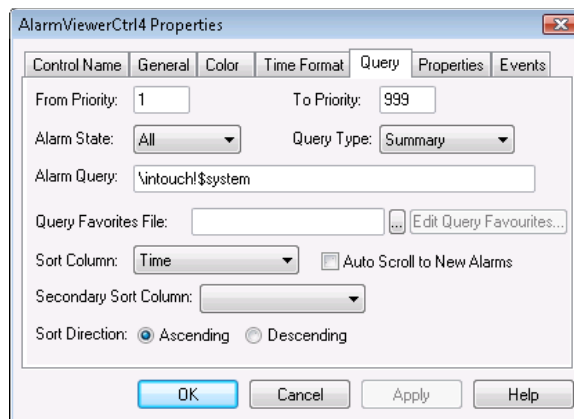 AlarmViewerCtrl4 Properties
Control Name General Color Time Format Query Properties Events
From Priority: 1 To Priority: 999
Alarm State: All Query Type: Summary
Alarm Query: \intouch!$system
Query Favorites File: ... Edit Query Favourites...
Sort Column: Time Auto Scroll to New Alarms
Secondary Sort Column:
Sort Direction: Ascending Descending
OK Cancel Apply Help